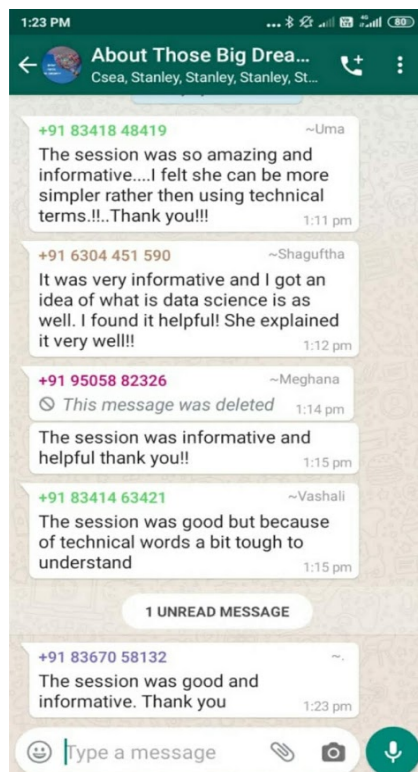 1:23 PM
80
About Those Big Drea...
Csea, Stanley, Stanley, Stanley, St...
+91 83418 48419 ~Uma
The session was so amazing and
informative....I felt she can be more
simpler rather then using technical
terms.!!..Thank you!!! 1:11 pm
+91 6304 451 590 ~Shaguftha
It was very informative and I got an
idea of what is data science is as
well. I found it helpful! She explained
it very well!! 1:12 pm
+91 95058 82326 ~Meghana
This message was deleted 1:14 pm
The session was informative and
helpful thank you!! 1:15 pm
+91 83414 63421 ~Vashali
The session was good but because
of technical words a bit tough to
understand 1:15 pm
1 UNREAD MESSAGE
+91 83670 58132 ~.
The session was good and
informative. Thank you 1:23 pm
Type a message